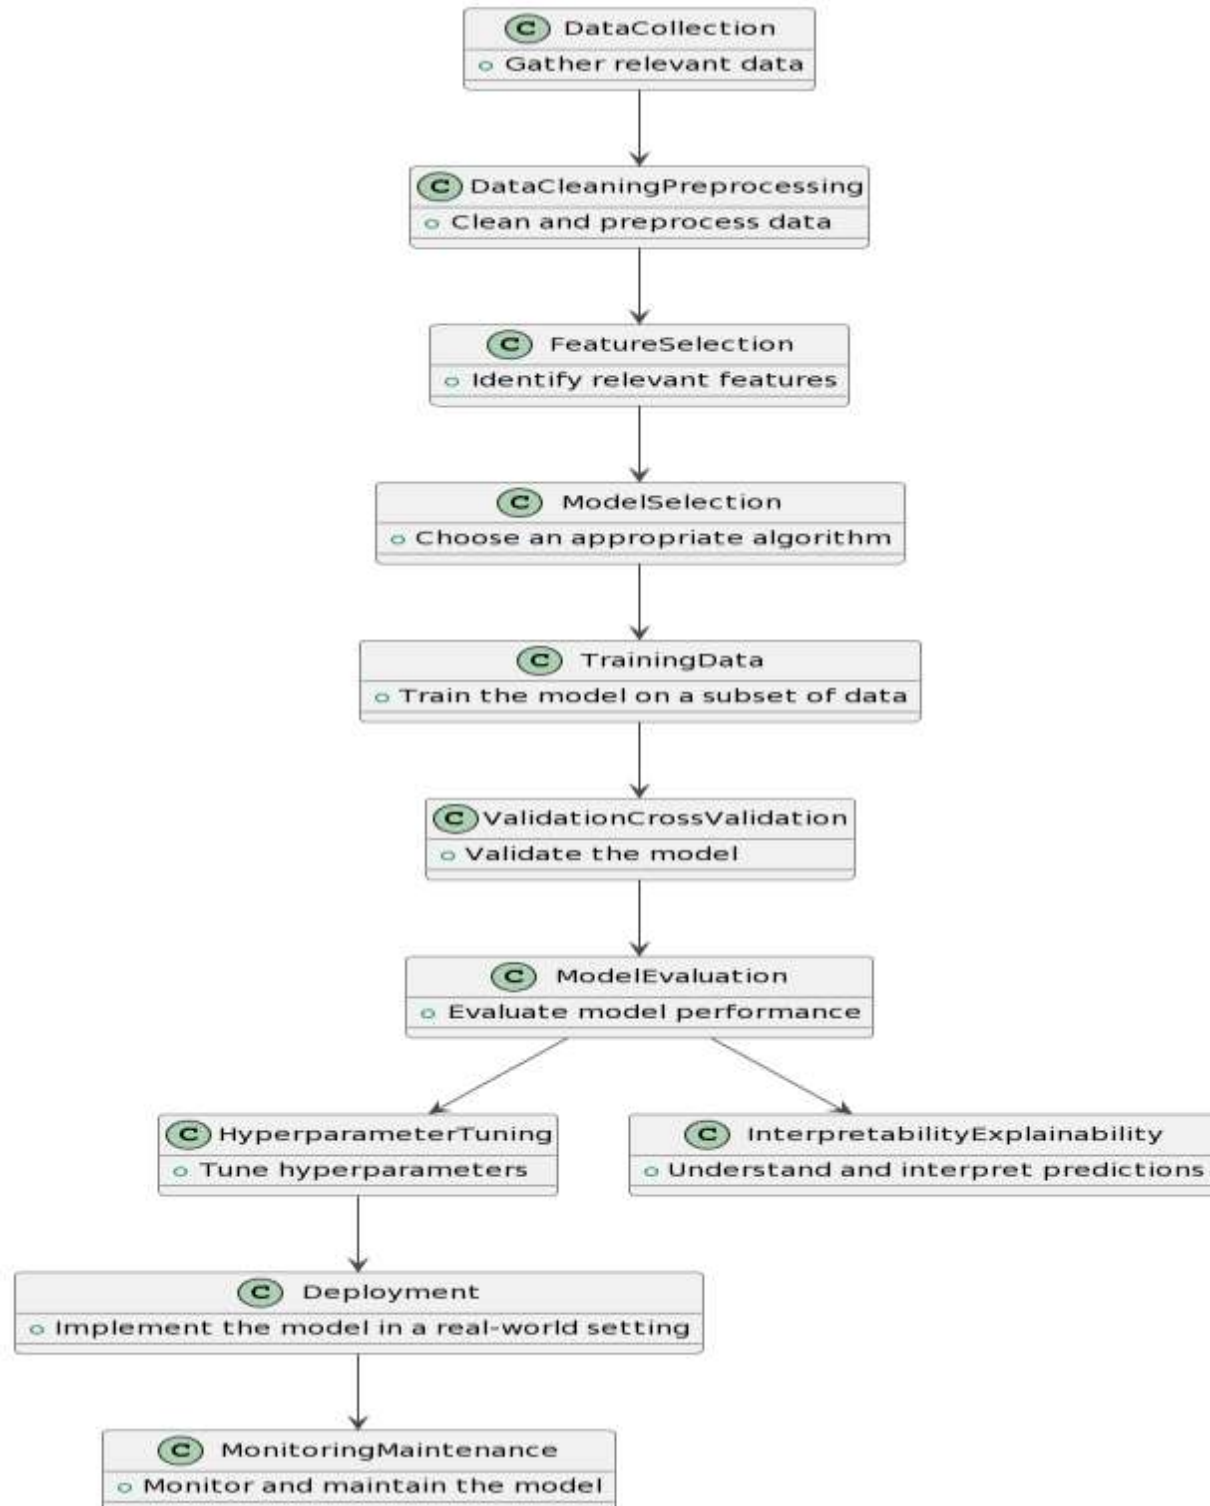 C DataCollection
Gather relevant data
C DataCleaningPreprocessing
Clean and preprocess data
C FeatureSelection
Identify relevant features
C ModelSelection
Choose an appropriate algorithm
C TrainingData
Train the model on a subset of data
C ValidationCrossValidation
Validate the model
C ModelEvaluation
Evaluate model performance
C HyperparameterTuning
Tune hyperparameters
C InterpretabilityExplainability
Understand and interpret predictions
C Deployment
Implement the model in a real-world setting
C MonitoringMaintenance
Monitor and maintain the model